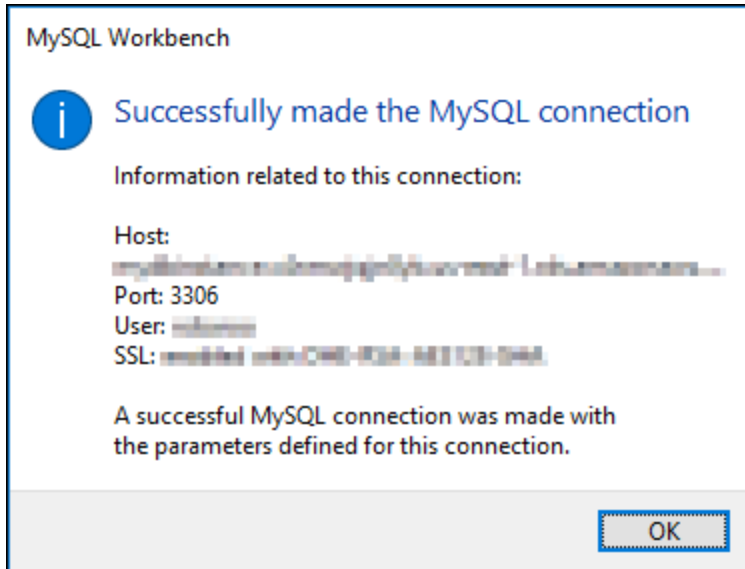 MySQL Workbench
Successfully made the MySQL connection
Information related to this connection:
Host:
Port: 3306
User:
SSL:
A successful MySQL connection was made with
the parameters defined for this connection.
OK